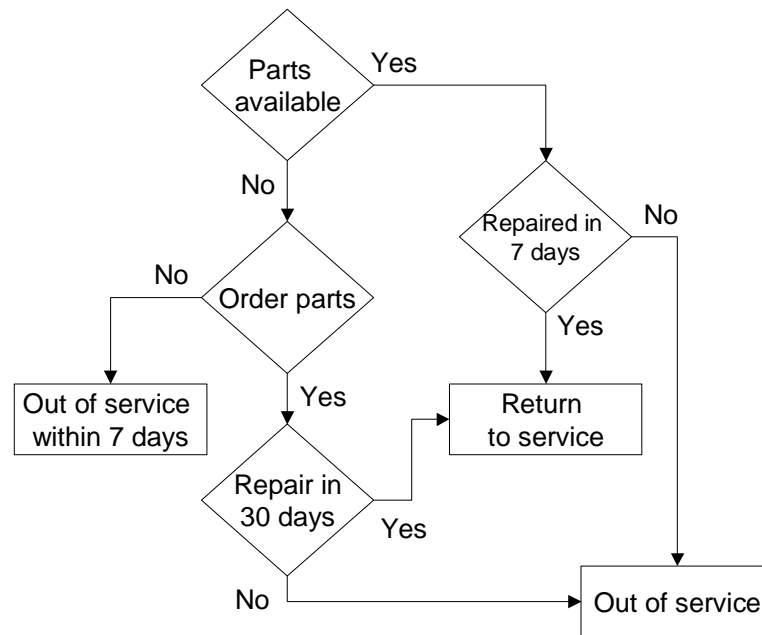 Parts
available
Yes
No
Repaired in
7 days
No
No
Order parts
Yes
Out of service
within 7 days
Yes
Return
to service
Repair in
30 days
Yes
No
Out of service